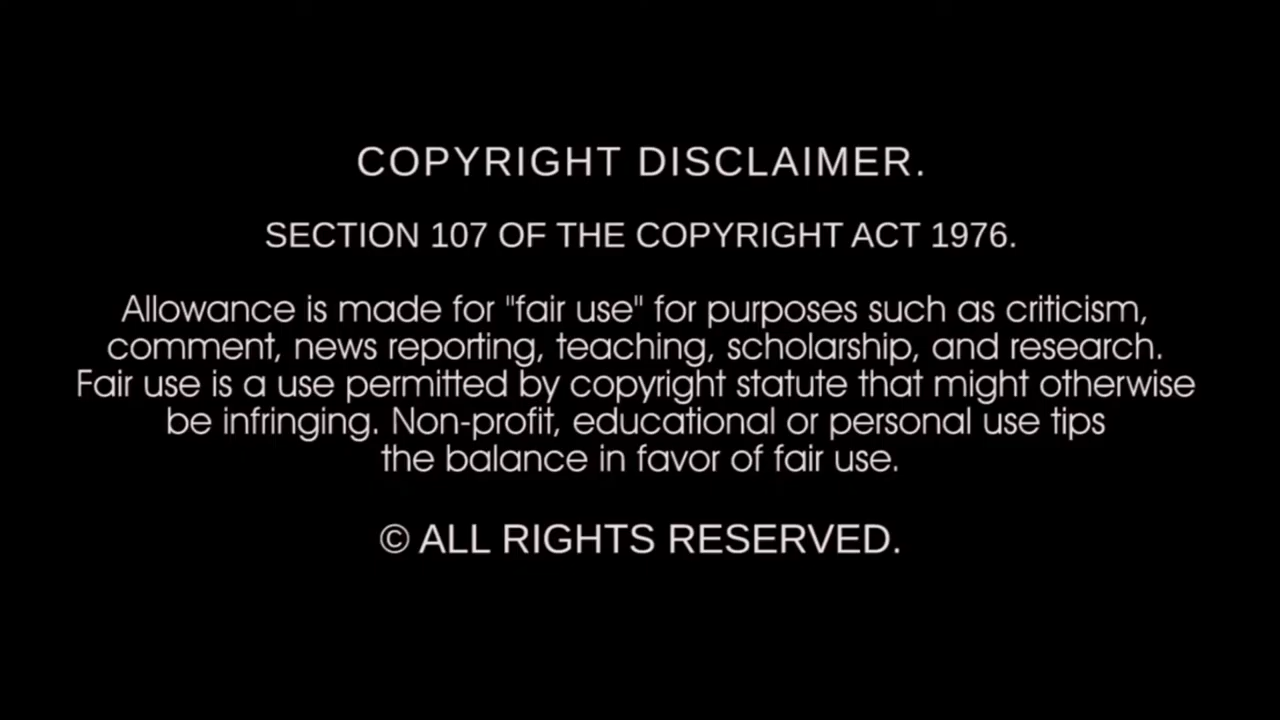 COPYRIGHT DISCLAIMER.
SECTION 107 OF THE COPYRIGHT ACT 1976.
Allowance is made for "fair use" for purposes such as criticism,
comment, news reporting, teaching, scholarship, and research.
Fair use is a use permitted by copyright statute that might otherwise
be infringing. Non-profit, educational or personal use tips
the balance in favor of fair use.
© ALL RIGHTS RESERVED.